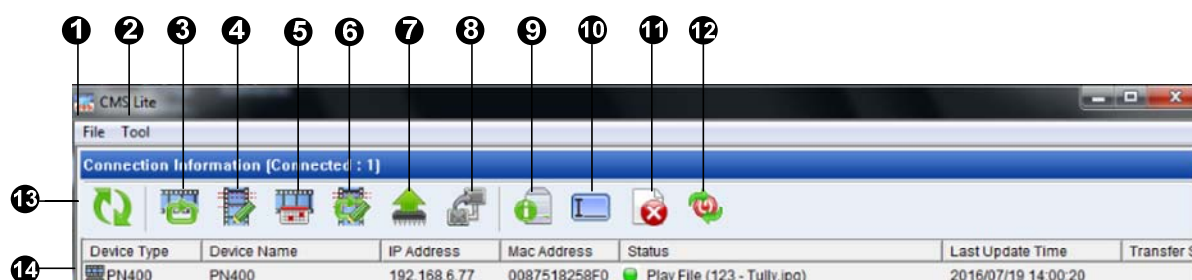 1 2 3 4 5 6 7 8 9 10 11 12
CMS Lite
File Tool
Connection Information [Connected : 1]
13
Device Type Device Name IP Address Mac Address Status Last Update Time Transfer S
14 PN400 PN400 192.168.6.77 0087518258F0 Play File (123 - Tully.jpg) 2016/07/19 14:00:20